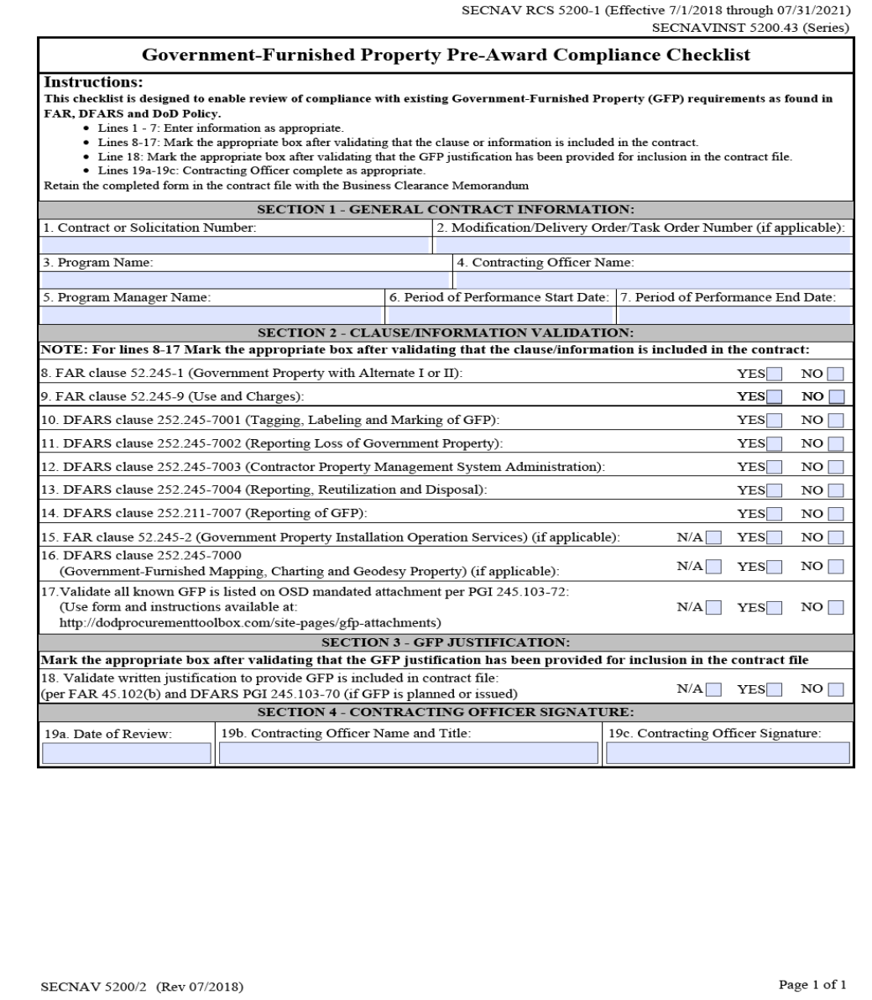 SECNAV RCS 5200-1 (Effective 7/1/2018 through 07/31/2021)
SECNAVINST 5200.43 (Series)
Government-Furnished Property Pre-Award Compliance Checklist
Instructions:
This checklist is designed to enable review of compliance with existing Government-Furnished Property (GFP) requirements as found in
FAR, DFARS and DoD Policy.
• Lines 1 - 7: Enter information as appropriate.
• Lines 8-17: Mark the appropriate box after validating that the clause or information is included in the contract.
• Line 18: Mark the appropriate box after validating that the GFP justification has been provided for inclusion in the contract file.
• Lines 19a-19c: Contracting Officer complete as appropriate.
Retain the completed form in the contract file with the Business Clearance Memorandum
SECTION 1 - GENERAL CONTRACT INFORMATION:
1. Contract or Solicitation Number: 2. Modification/Delivery Order/Task Order Number (if applicable):
3. Program Name: 4. Contracting Officer Name:
5. Program Manager Name: 6. Period of Performance Start Date: 7. Period of Performance End Date:
SECTION 2 - CLAUSE/INFORMATION VALIDATION:
NOTE: For lines 8-17 Mark the appropriate box after validating that the clause/information is included in the contract:
8. FAR clause 52.245-1 (Government Property with Alternate I or II): YES NO
9. FAR clause 52.245-9 (Use and Charges): YES NO
10. DFARS clause 252.245-7001 (Tagging, Labeling and Marking of GFP): YES NO
11. DFARS clause 252.245-7002 (Reporting Loss of Government Property): YES NO
12. DFARS clause 252.245-7003 (Contractor Property Management System Administration): YES NO
13. DFARS clause 252.245-7004 (Reporting, Reutilization and Disposal): YES NO
14. DFARS clause 252.211-7007 (Reporting of GFP): YES NO
15. FAR clause 52.245-2 (Government Property Installation Operation Services) (if applicable): N/A YES NO
16. DFARS clause 252.245-7000
(Government-Furnished Mapping, Charting and Geodesy Property) (if applicable): N/A YES NO
17.Validate all known GFP is listed on OSD mandated attachment per PGI 245.103-72:
(Use form and instructions available at: N/A YES NO
http://dodprocurementtoolbox.com/site-pages/gfp-attachments)
SECTION 3 - GFP JUSTIFICATION:
Mark the appropriate box after validating that the GFP justification has been provided for inclusion in the contract file
18. Validate written justification to provide GFP is included in contract file:
(per FAR 45.102(b) and DFARS PGI 245.103-70 (if GFP is planned or issued) N/A YES NO
SECTION 4 - CONTRACTING OFFICER SIGNATURE:
19a. Date of Review: 19b. Contracting Officer Name and Title: 19c. Contracting Officer Signature:
SECNAV 5200/2 (Rev 07/2018) Page 1 of 1